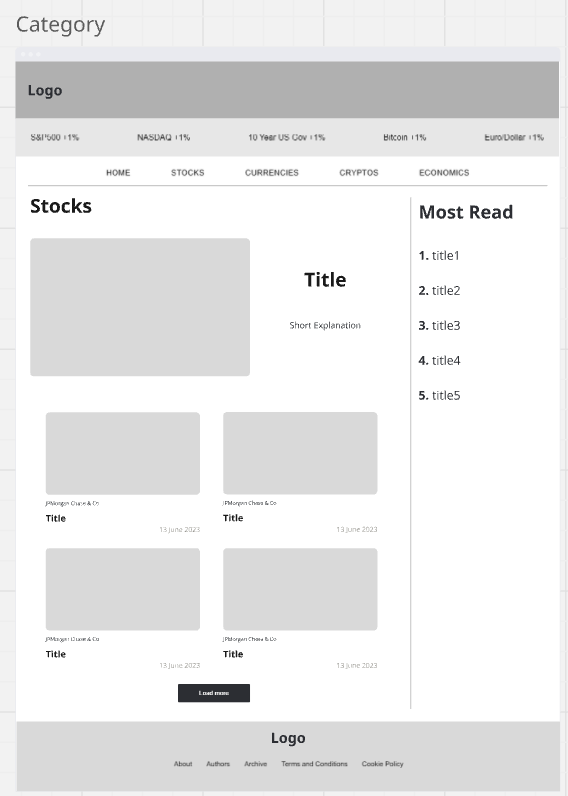 Category
Logo
S&P500 +1% NASDAQ +1% 10 Year US Gov +1% Bitcoin +1% Euro/Dollar +1%
HOME STOCKS CURRENCIES CRYPTOS ECONOMICS
Stocks
Title
Short Explanation
JPMorgan Chase & Co
Title
13 June 2023
JPMorgan Chase & Co
Title
13 June 2023
JPMorgan Chase & Co
Title
13 June 2023
JPMorgan Chase & Co
Title
13 June 2023
Load more
Most Read
1. title1
2. title2
3. title3
4. title4
5. title5
Logo
About Authors Archive Terms and Conditions Cookie Policy